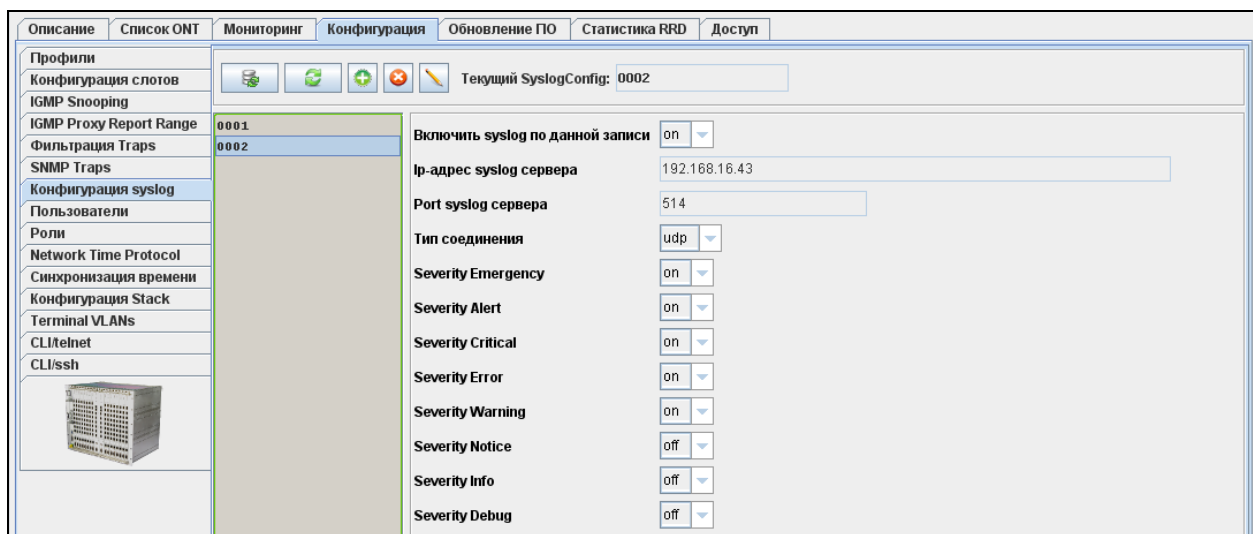 Описание Список ONT Мониторинг Конфигурация Обновление ПО Статистика RRD Доступ
Профили
Конфигурация слотов
IGMP Snooping
IGMP Proxy Report Range
Фильтрация Traps
SNMP Traps
Конфигурация syslog
Пользователи
Роли
Network Time Protocol
Синхронизация времени
Конфигурация Stack
Terminal VLANs
CLI/telnet
CLI/ssh
Текущий SyslogConfig: 0002
0001
0002
Включить syslog по данной записи on
Ip-адрес syslog сервера 192.168.16.43
Port syslog сервера 514
Тип соединения udp
Severity Emergency on
Severity Alert on
Severity Critical on
Severity Error on
Severity Warning on
Severity Notice off
Severity Info off
Severity Debug off